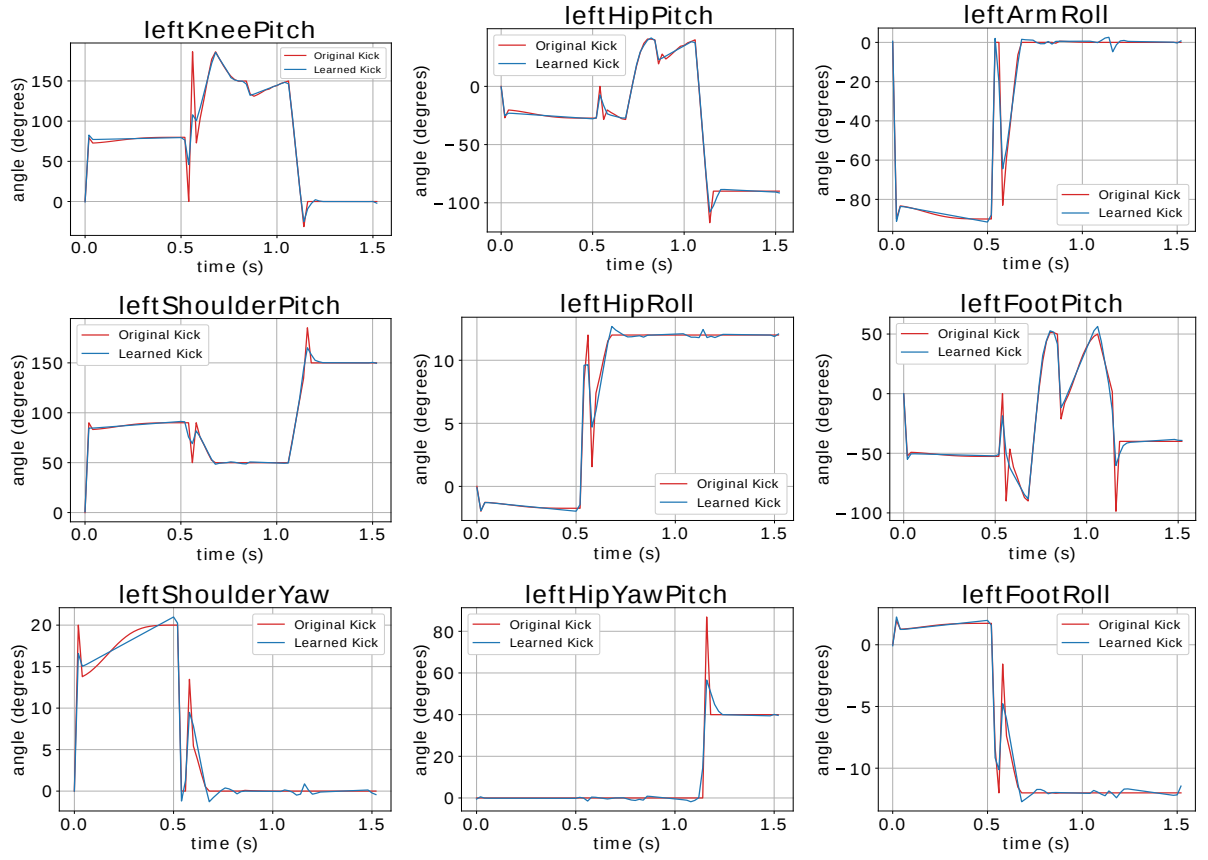 leftKneePitch
angle (degrees)
150
100
50
0
Original Kick
Learned Kick
0.0 0.5 1.0 1.5
time (s)
leftHipPitch
angle (degrees)
0
−50
−100
Original Kick
Learned Kick
0.0 0.5 1.0 1.5
time (s)
leftArmRoll
angle (degrees)
0
−20
−40
−60
−80
Original Kick
Learned Kick
0.0 0.5 1.0 1.5
time (s)
leftShoulderPitch
angle (degrees)
150
100
50
0
Original Kick
Learned Kick
0.0 0.5 1.0 1.5
time (s)
leftHipRoll
angle (degrees)
10
5
0
Original Kick
Learned Kick
0.0 0.5 1.0 1.5
time (s)
leftFootPitch
angle (degrees)
50
0
−50
−100
Original Kick
Learned Kick
0.0 0.5 1.0 1.5
time (s)
leftShoulderYaw
angle (degrees)
20
15
10
5
0
Original Kick
Learned Kick
0.0 0.5 1.0 1.5
time (s)
leftHipYawPitch
angle (degrees)
80
60
40
20
0
Original Kick
Learned Kick
0.0 0.5 1.0 1.5
time (s)
leftFootRoll
angle (degrees)
0
−5
−10
Original Kick
Learned Kick
0.0 0.5 1.0 1.5
time (s)